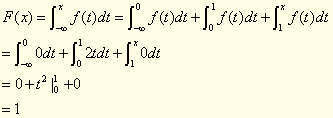 F(x) = ∫_{-∞}^{x} f(t)dt = ∫_{-∞}^{0} f(t)dt + ∫_{0}^{1} f(t)dt + ∫_{1}^{x} f(t)dt
= ∫_{-∞}^{0} 0dt + ∫_{0}^{1} 2tdt + ∫_{1}^{x} 0dt
= 0 + t² |_{0}^{1} + 0
= 1